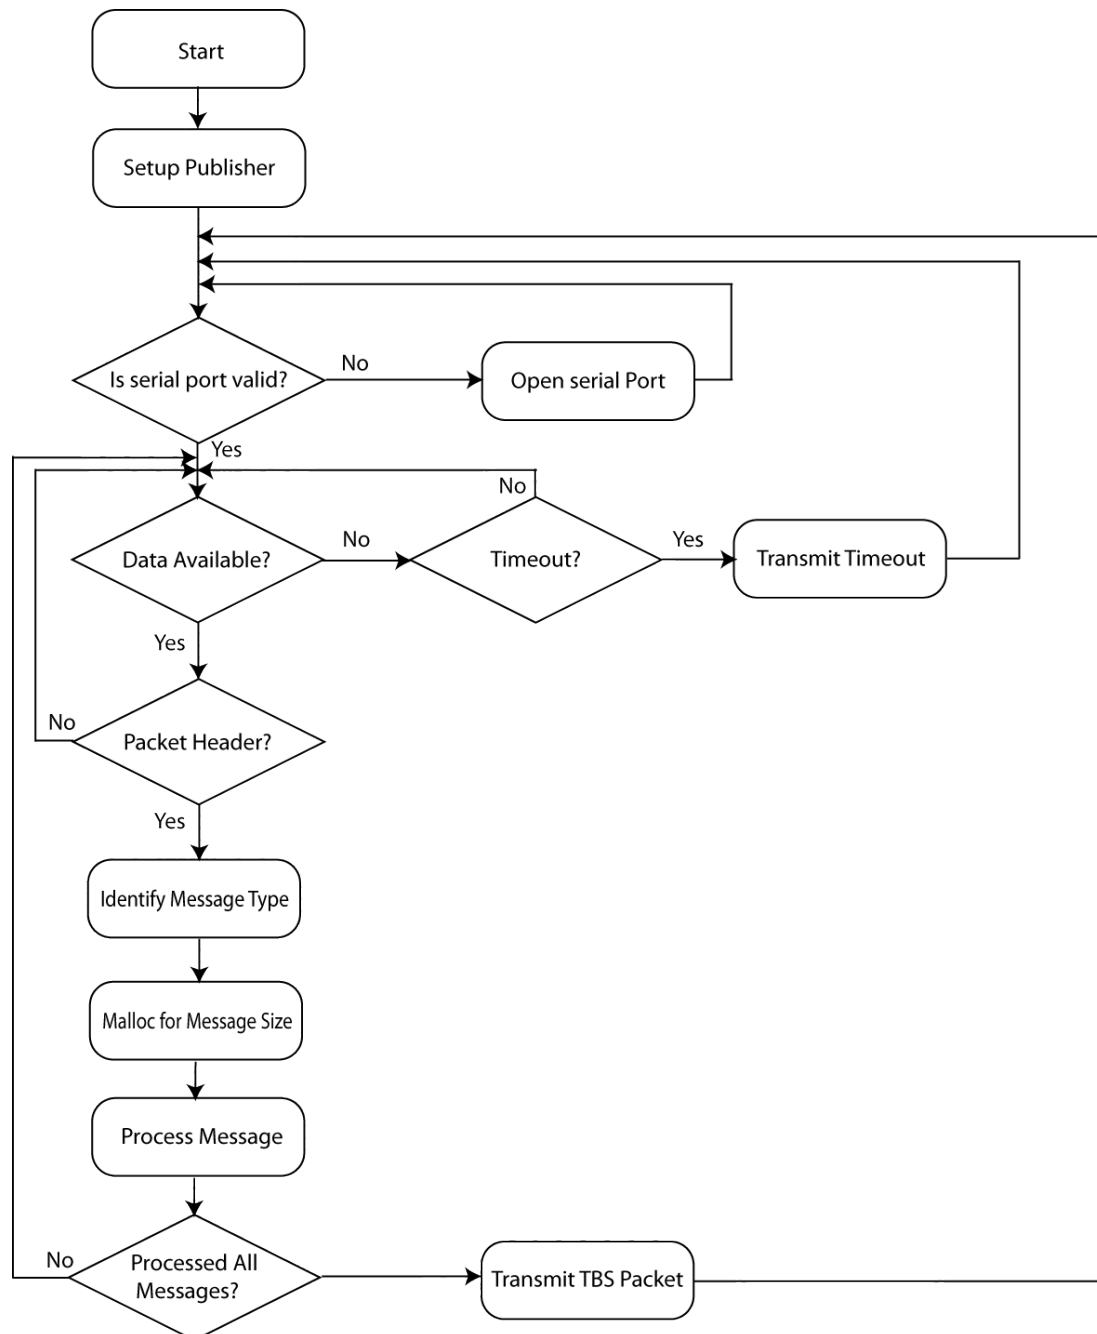 Start
Setup Publisher
Is serial port valid?
No
Open serial Port
Yes
No
Data Available?
No
Timeout?
Yes
Transmit Timeout
Yes
No
Packet Header?
Yes
Identify Message Type
Malloc for Message Size
Process Message
No
Processed All
Messages?
Transmit TBS Packet